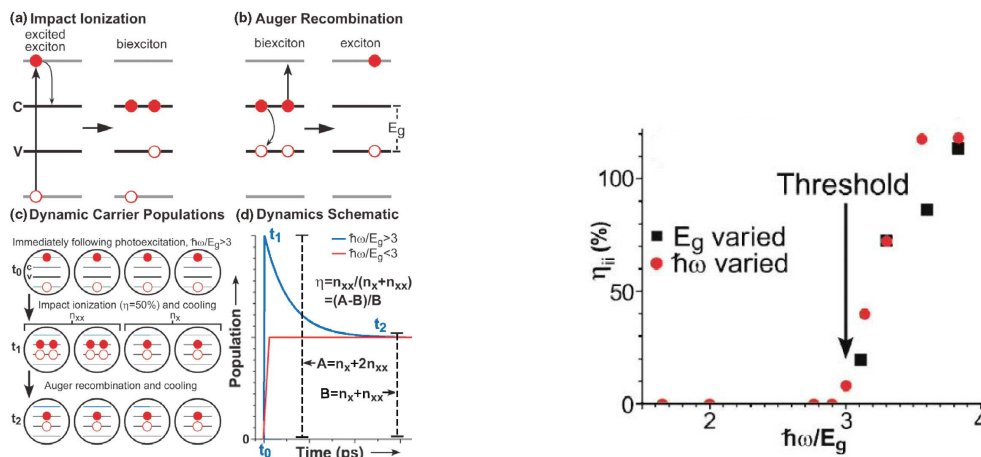 (a) Impact Ionization
excited
exciton
biexciton
C
V
(b) Auger Recombination
biexciton
exciton
Eg
(c) Dynamic Carrier Populations
Immediately following photoexcitation, ħω/Eg>3
t0
C
V
Impact ionization (η=50%) and cooling
nxx
nx
t1
Auger recombination and cooling
t2
(d) Dynamics Schematic
t1
ħω/Eg>3
ħω/Eg<3
η=nxx/(nx+nxx)
=(A-B)/B
t2
A=nx+2nxx
B=nx+nxx
Population
0
t0
Time (ps)
ηii (%)
100
50
0
Threshold
Eg varied
ħω varied
2
3
4
ħω/Eg